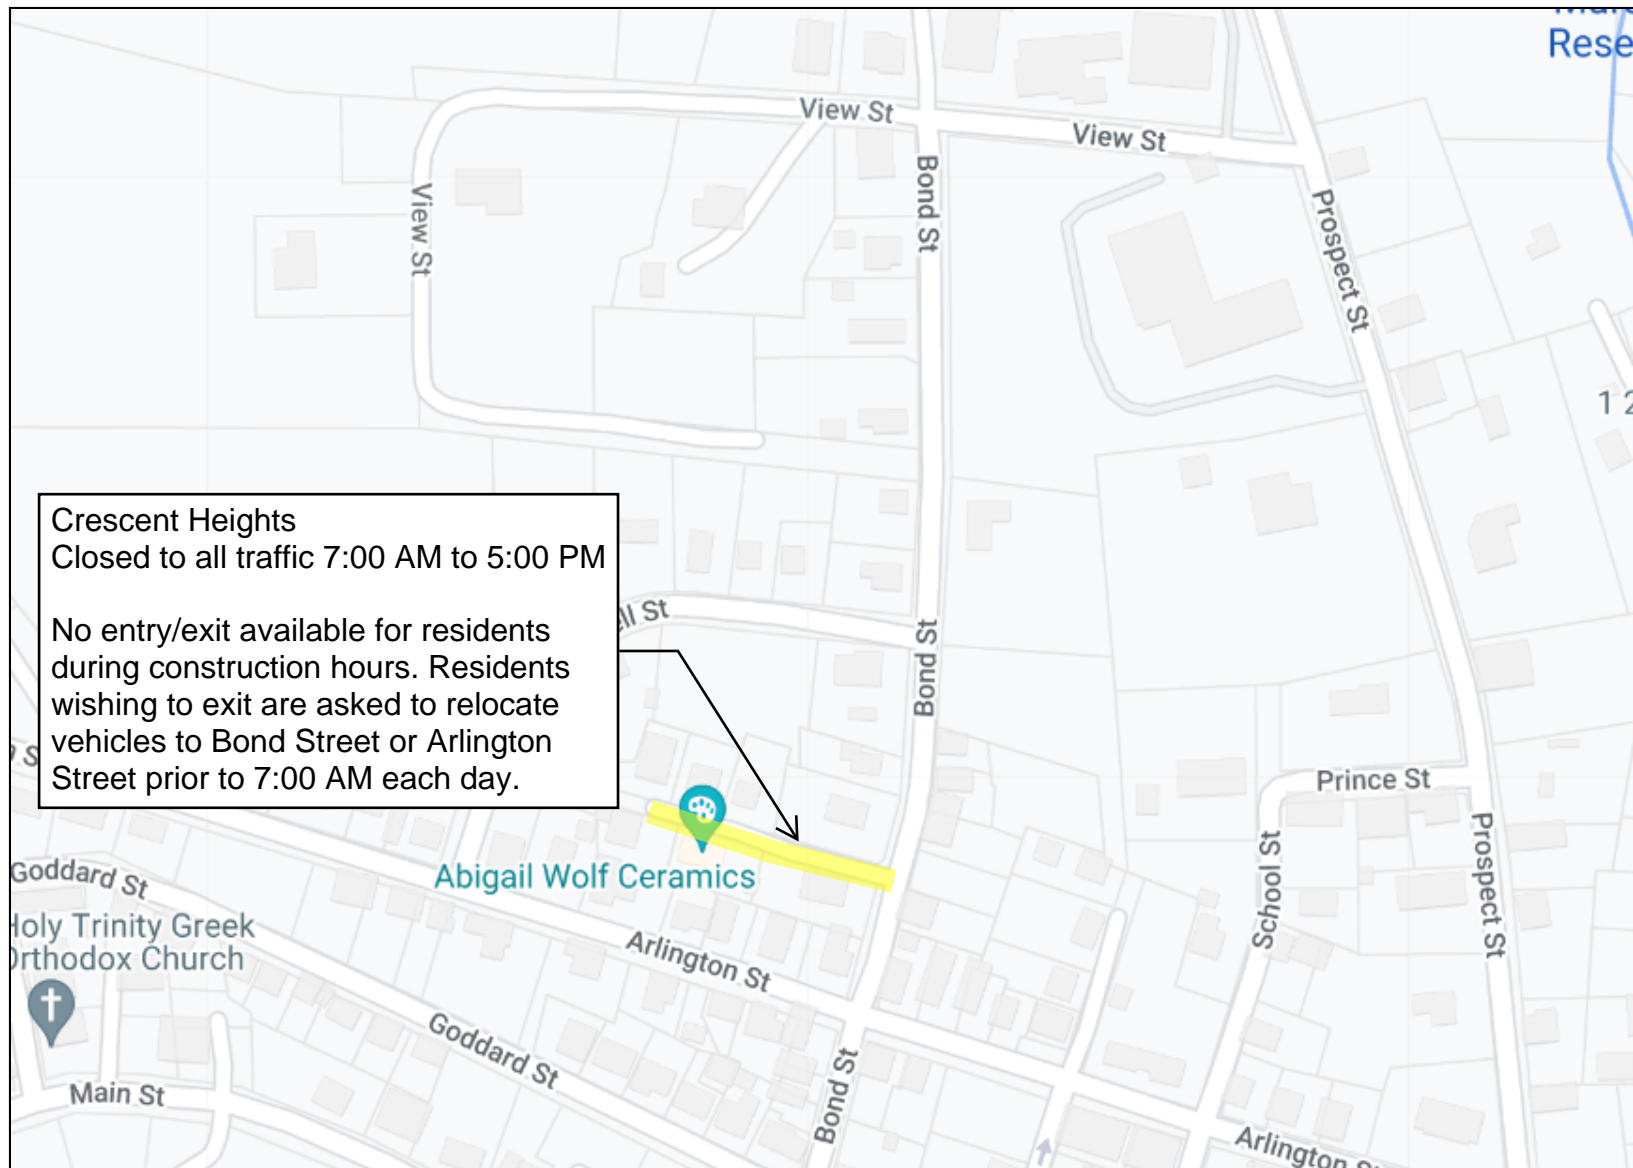 Rese
View St
View St
Bond St
View St
Prospect St
Crescent Heights
Closed to all traffic 7:00 AM to 5:00 PM
No entry/exit available for residents
during construction hours. Residents
wishing to exit are asked to relocate
vehicles to Bond Street or Arlington
Street prior to 7:00 AM each day.
ll St
Bond St
Prince St
Abigail Wolf Ceramics
Goddard St
School St
Prospect St
Holy Trinity Greek
Orthodox Church
Arlington St
Goddard St
Main St
Bond St
Arlington St